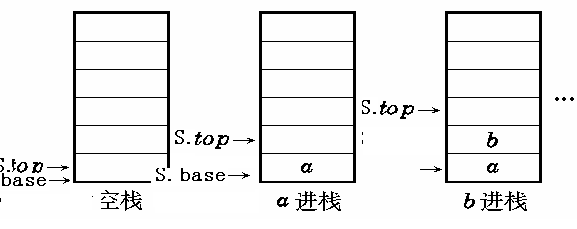 S.top
base
空栈
S.top
S. base
a
a 进栈
S.top
b
a
b 进栈
...